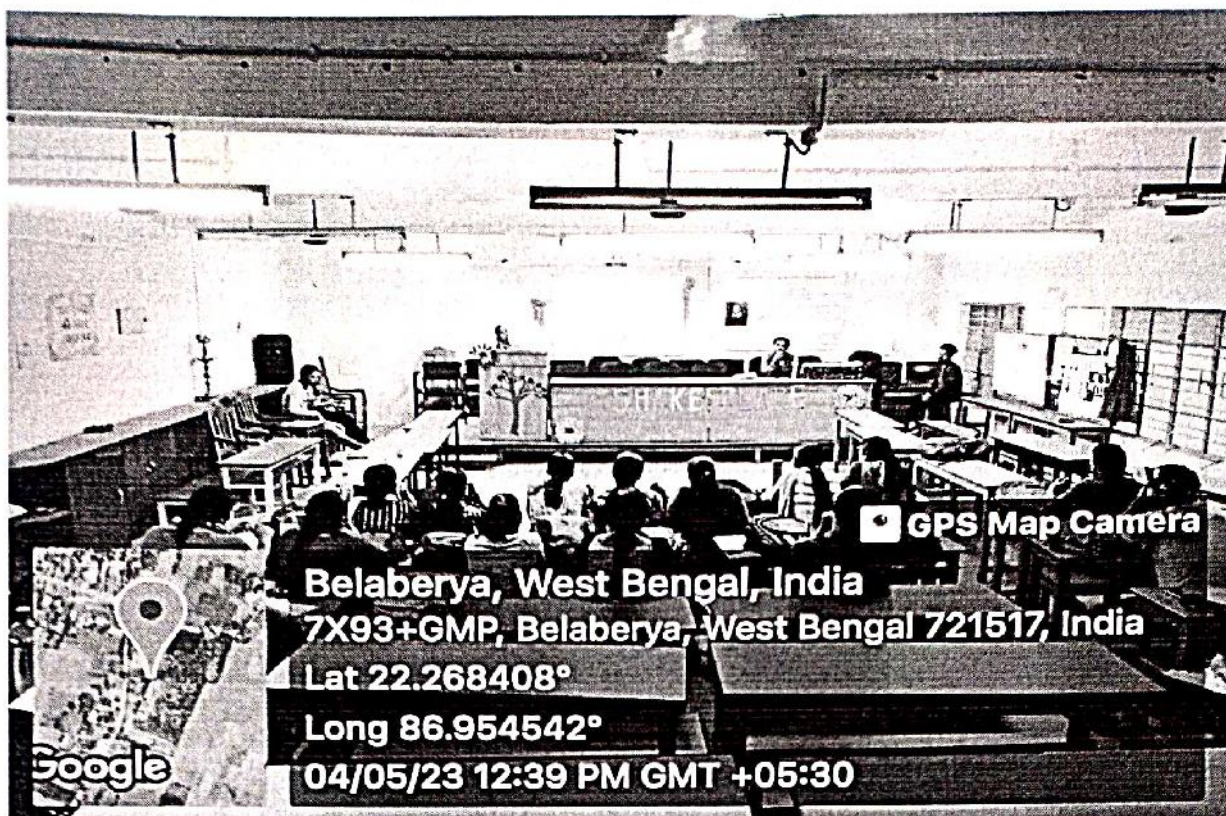 SHAKESPEARE
GPS Map Camera
Belaberya, West Bengal, India
7X93+GMP, Belaberya, West Bengal 721517, India
Lat 22.268408°
Long 86.954542°
04/05/23 12:39 PM GMT +05:30
Google